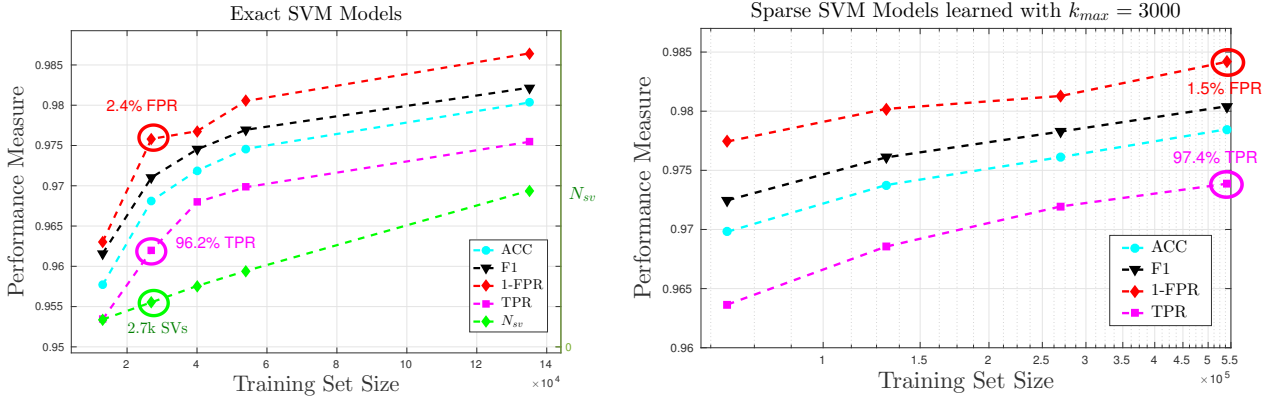 Exact SVM Models
Performance Measure
0.985
0.98
0.975
0.97
0.965
0.96
0.955
0.95
2.4% FPR
96.2% TPR
2.7k SVs
ACC
F1
1-FPR
TPR
N_sv
N_sv
0
2 4 6 8 10 12 14
×10^4
Training Set Size
Sparse SVM Models learned with k_max = 3000
Performance Measure
0.985
0.98
0.975
0.97
0.965
0.96
1.5% FPR
97.4% TPR
ACC
F1
1-FPR
TPR
1 1.5 2 2.5 3 3.5 4 4.5 5 5.5
×10^5
Training Set Size